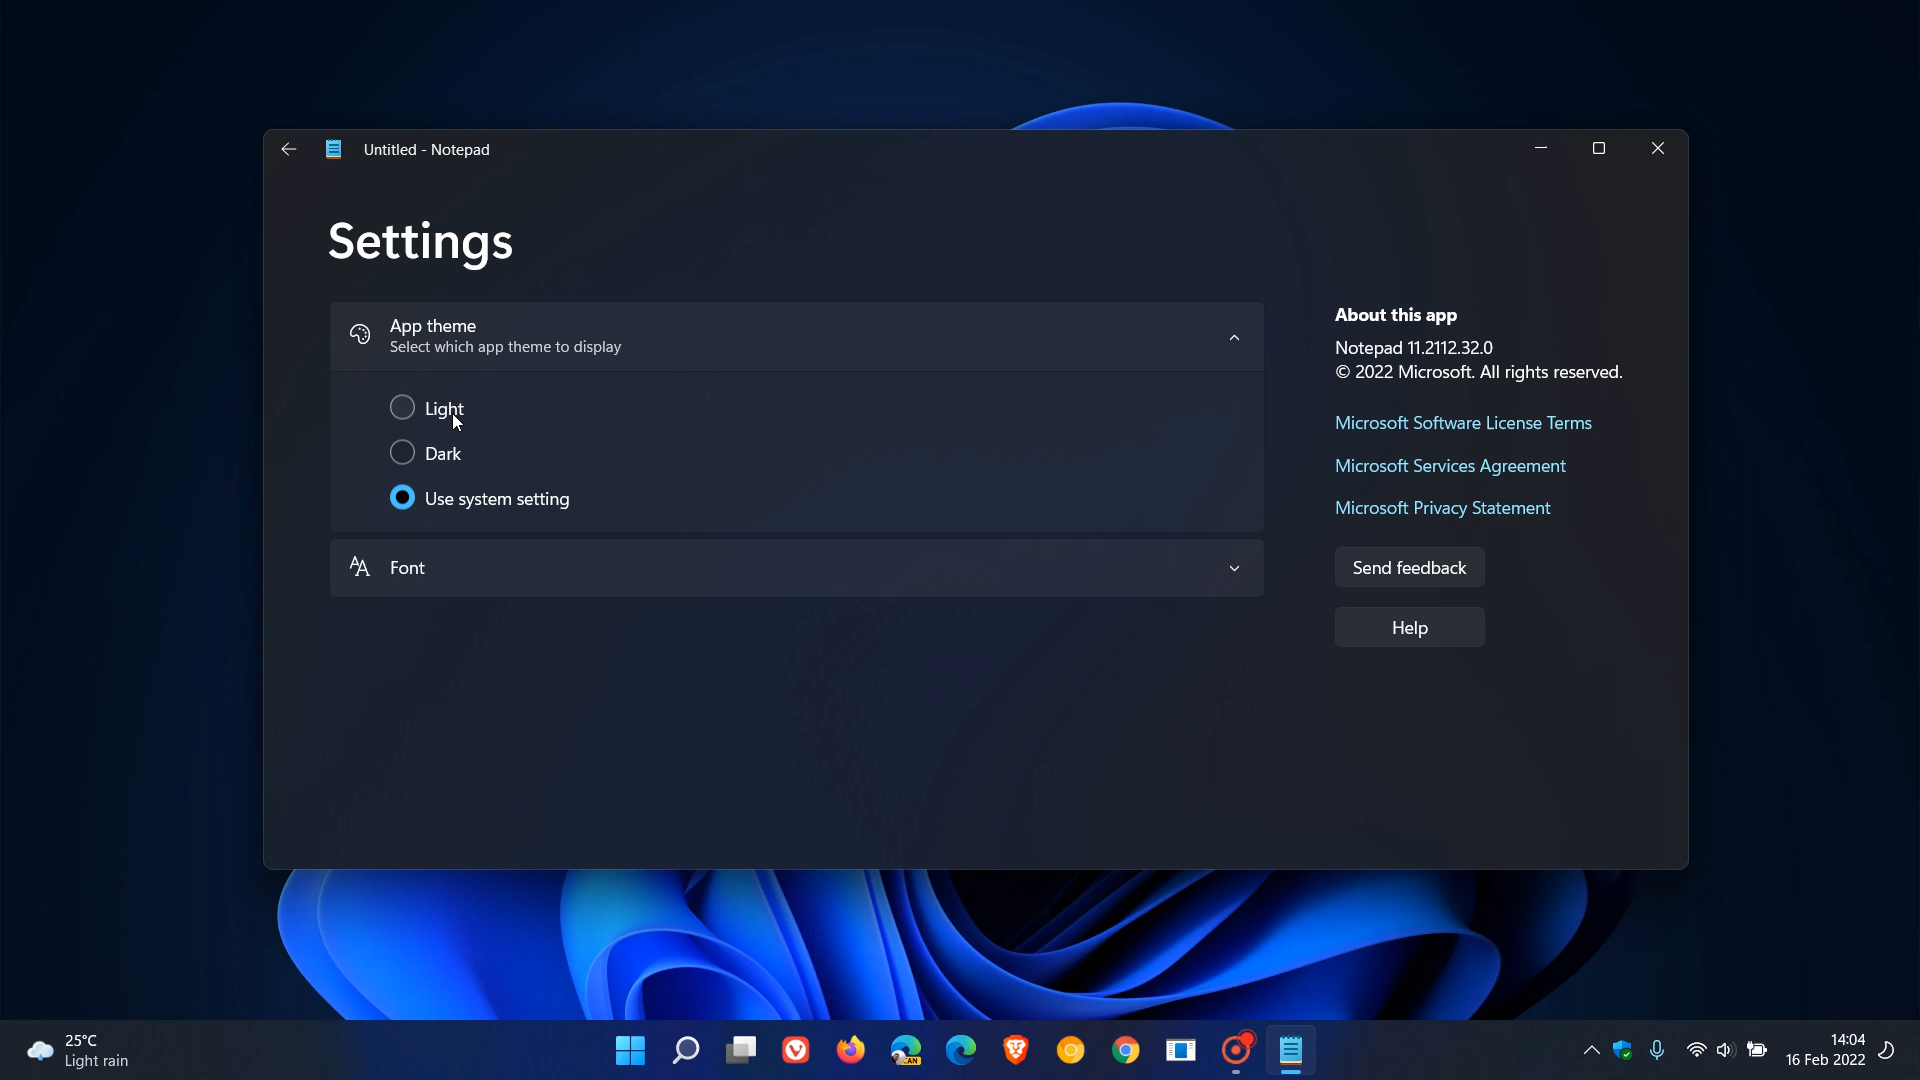 Untitled - Notepad
Settings
App theme
Select which app theme to display
Light
Dark
Use system setting
Font
About this app
Notepad 11.2112.32.0
© 2022 Microsoft. All rights reserved.
Microsoft Software License Terms
Microsoft Services Agreement
Microsoft Privacy Statement
Send feedback
Help
25°C
Light rain
CAN
14:04
16 Feb 2022